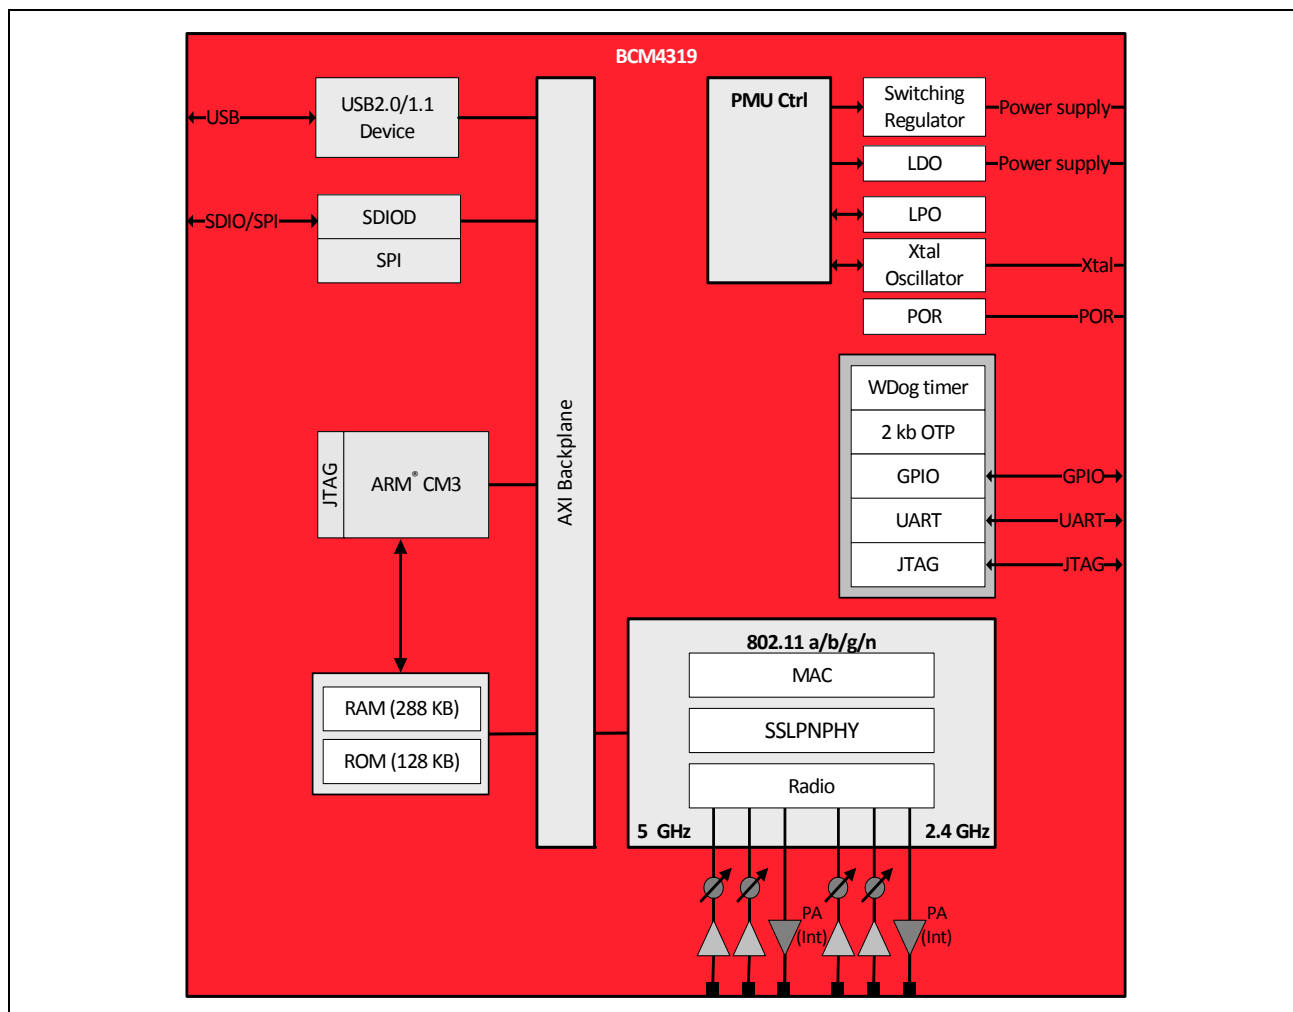 BCM4319
USB
USB2.0/1.1
Device
SDIO/SPI
SDIOD
SPI
JTAG
ARM® CM3
RAM (288 KB)
ROM (128 KB)
AXI Backplane
PMU Ctrl
Switching
Regulator
Power supply
LDO
Power supply
LPO
Xtal
Oscillator
Xtal
POR
POR
WDog timer
2 kb OTP
GPIO
GPIO
UART
UART
JTAG
JTAG
802.11 a/b/g/n
MAC
SSLPNPHY
Radio
5 GHz
2.4 GHz
PA
(Int)
PA
(Int)